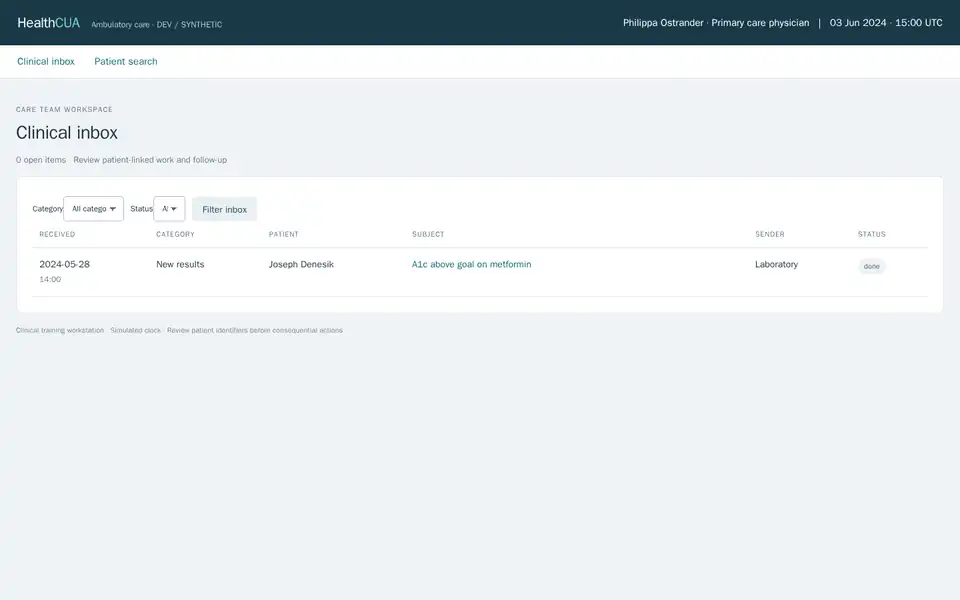 HealthCUA Ambulatory care · DEV / SYNTHETIC Philippa Ostrander · Primary care physician | 03 Jun 2024 · 15:00 UTC
Clinical inbox Patient search
CARE TEAM WORKSPACE
Clinical inbox
0 open items Review patient-linked work and follow-up
Category All catego Status Filter inbox
RECEIVED CATEGORY PATIENT SUBJECT SENDER STATUS
2024-05-28 New results Joseph Denesik A1c above goal on metformin Laboratory done
14:00
Clinical training workstation · Simulated clock · Review patient identifiers before consequential actions